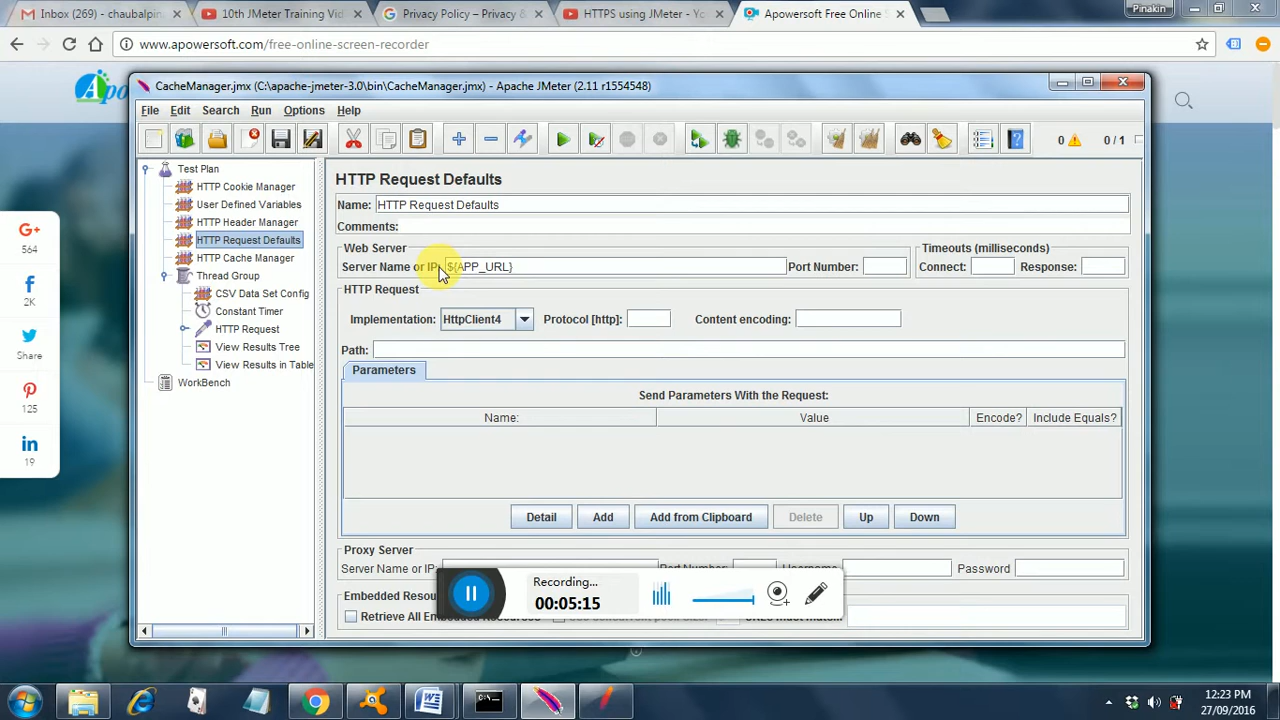 Inbox (269) - chaubalpin
10th JMeter Training Vide
Privacy Policy – Privacy &
HTTPS using JMeter - Yo
Apowersoft Free Online S
Pinakin
www.apowersoft.com/free-online-screen-recorder
CacheManager.jmx (C:\apache-jmeter-3.0\bin\CacheManager.jmx) - Apache JMeter (2.11 r1554548)
File Edit Search Run Options Help
0
0 / 1
Test Plan
HTTP Cookie Manager
User Defined Variables
HTTP Header Manager
HTTP Request Defaults
HTTP Cache Manager
Thread Group
CSV Data Set Config
Constant Timer
HTTP Request
View Results Tree
View Results in Table
WorkBench
HTTP Request Defaults
Name: HTTP Request Defaults
Comments:
Web Server
Timeouts (milliseconds)
Server Name or IP: ${APP_URL}
Port Number:
Connect:
Response:
HTTP Request
Implementation: HttpClient4
Protocol [http]:
Content encoding:
Path:
Parameters
Send Parameters With the Request:
Name: Value Encode? Include Equals?
Detail Add Add from Clipboard Delete Up Down
Proxy Server
Server Name or IP:
Password
Recording...
00:05:15
G+
564
2K
Share
125
19
12:23 PM
27/09/2016